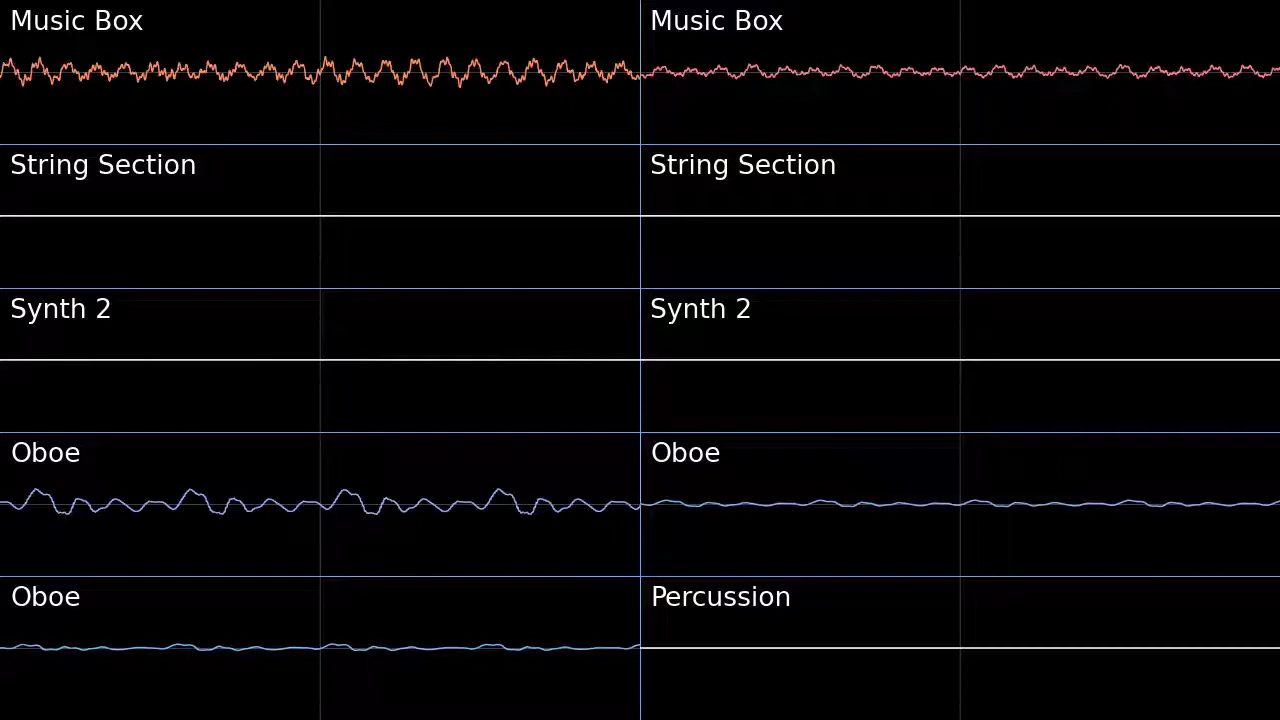 Music Box
Music Box
String Section
String Section
Synth 2
Synth 2
Oboe
Oboe
Oboe
Percussion